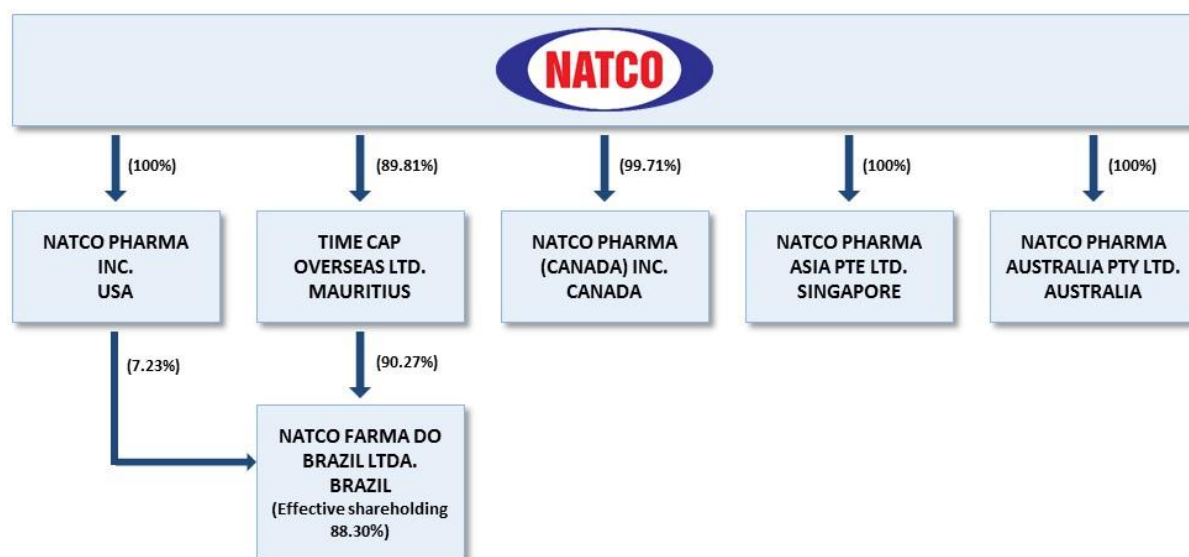 NATCO
(100%)
(89.81%)
(99.71%)
(100%)
(100%)
NATCO PHARMA
INC.
USA
TIME CAP
OVERSEAS LTD.
MAURITIUS
NATCO PHARMA
(CANADA) INC.
CANADA
NATCO PHARMA
ASIA PTE LTD.
SINGAPORE
NATCO PHARMA
AUSTRALIA PTY LTD.
AUSTRALIA
(7.23%)
(90.27%)
NATCO FARMA DO
BRAZIL LTDA.
BRAZIL
(Effective shareholding
88.30%)